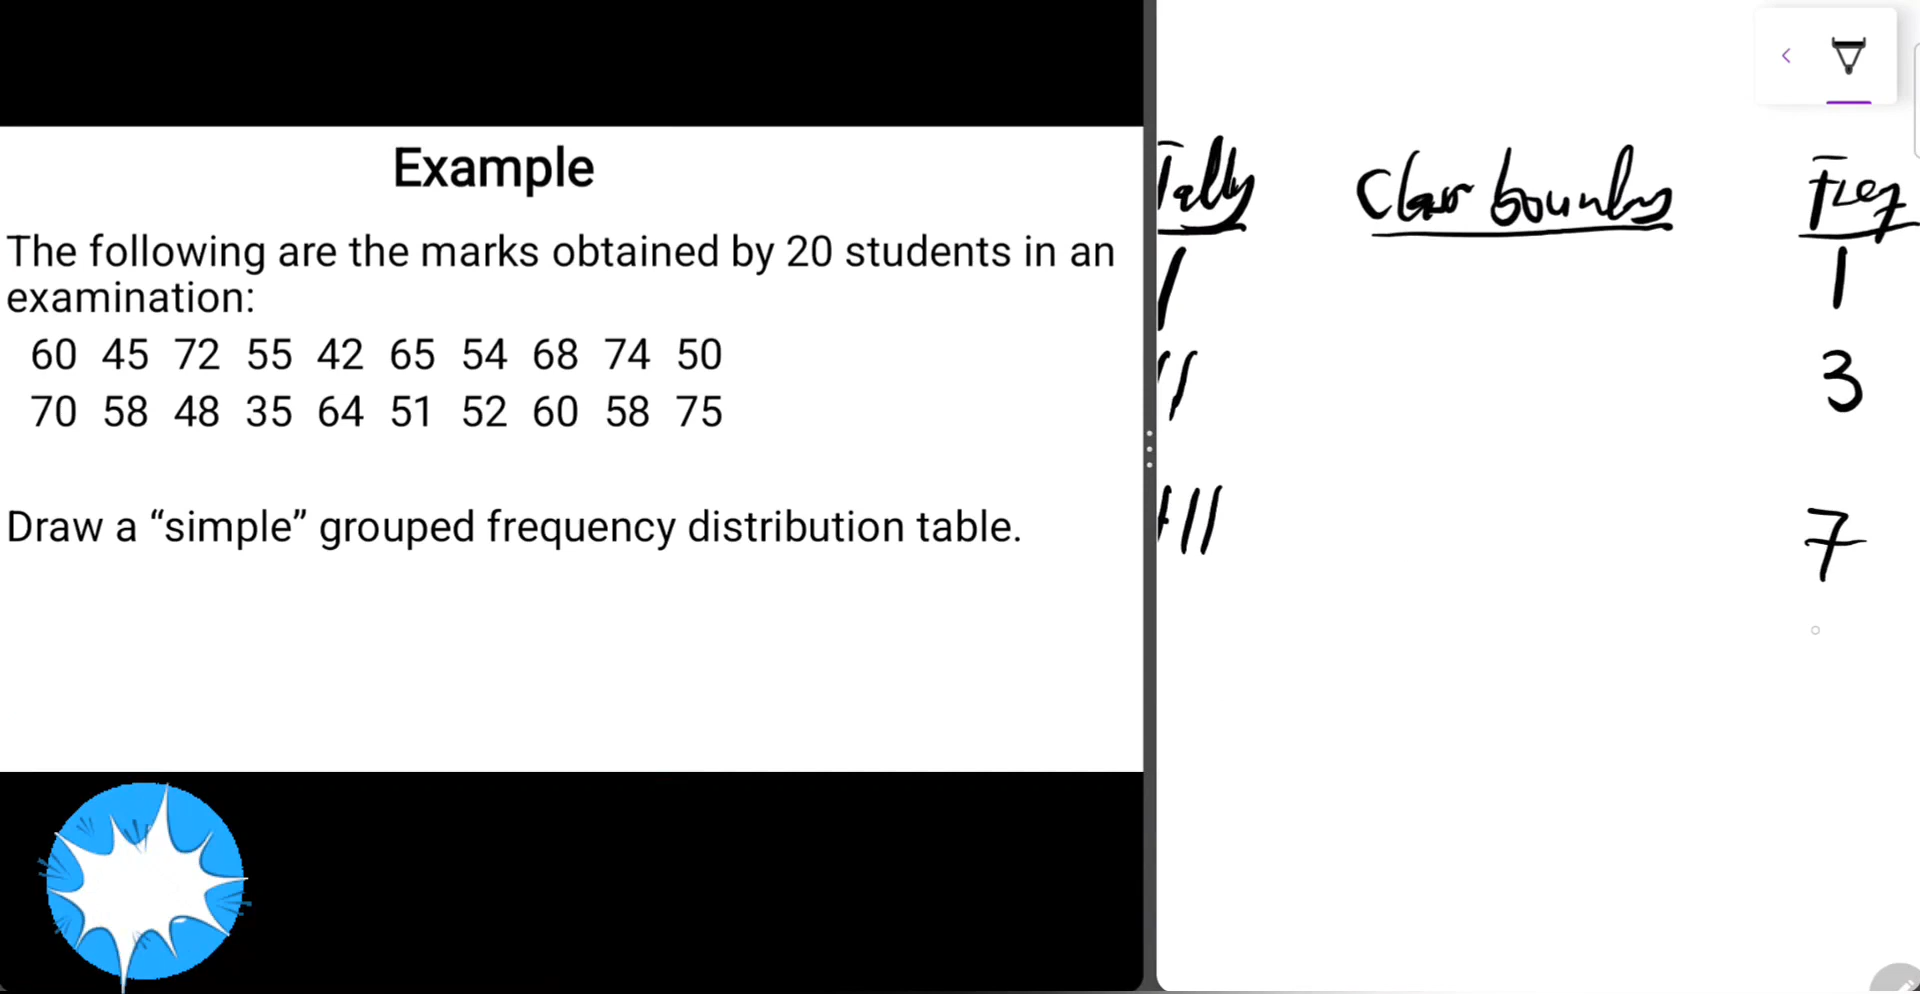 Example
The following are the marks obtained by 20 students in an
examination:
60 45 72 55 42 65 54 68 74 50
70 58 48 35 64 51 52 60 58 75
Draw a “simple” grouped frequency distribution table.
Tally Class boundary Freq
/ 1
// 3
// 7